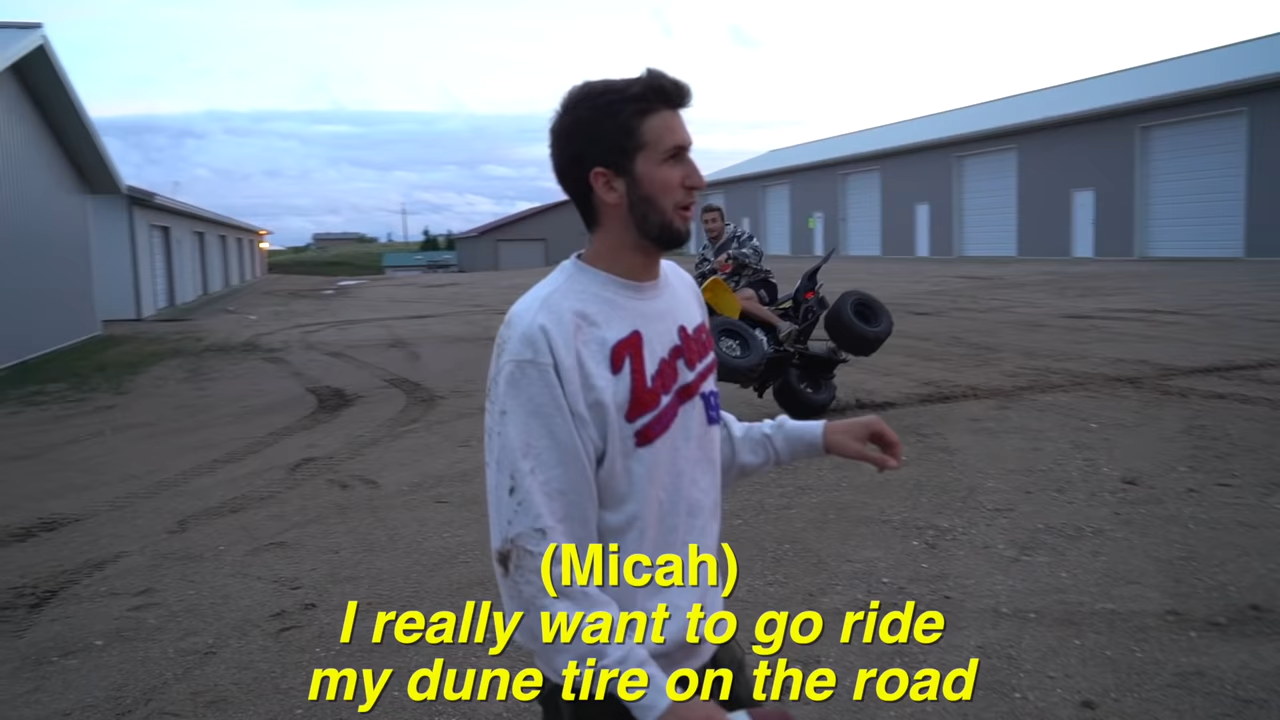 (Micah)
I really want to go ride
my dune tire on the road